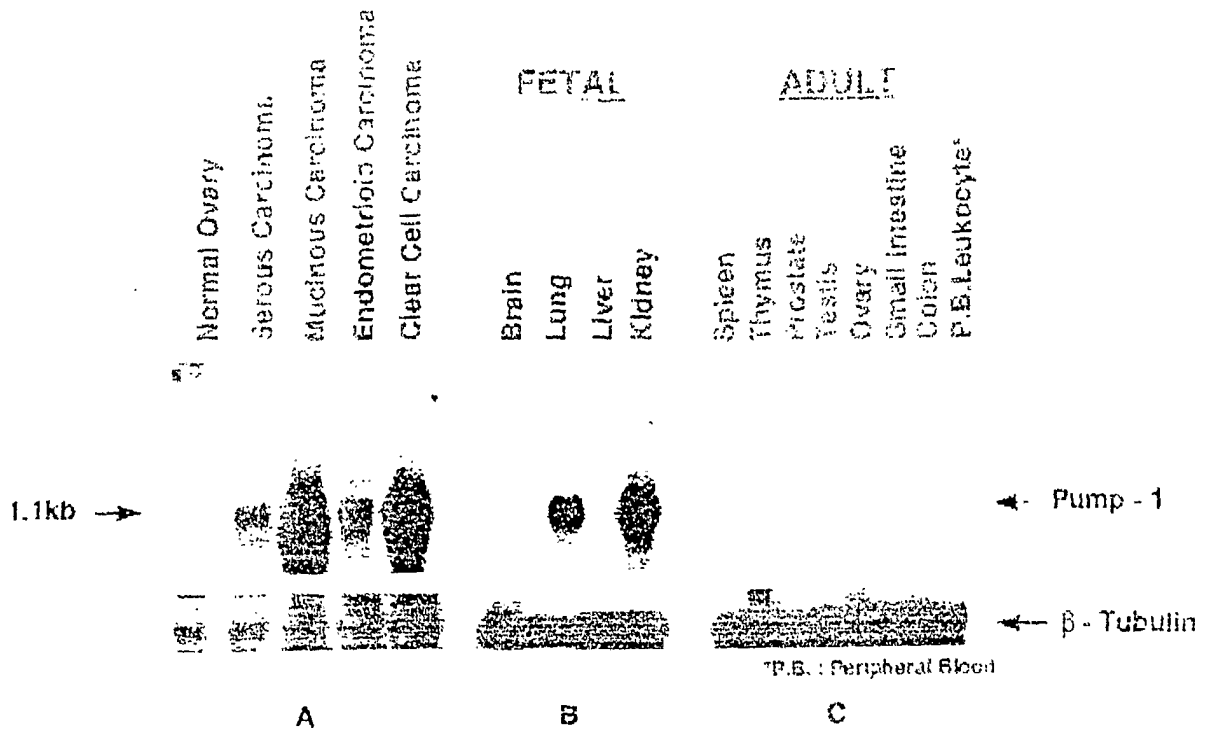 Normal Ovary
Serous Carcinoma
Mucinous Carcinoma
Endometrioid Carcinoma
Clear Cell Carcinoma
FETAL
Brain
Lung
Liver
Kidney
ADULT
Spleen
Thymus
Prostate
Testis
Ovary
Small Intestine
Colon
P.B.Leukocyte*
1.1kb
Pump - 1
β - Tubulin
*P.B. : Peripheral Blood
A
B
C